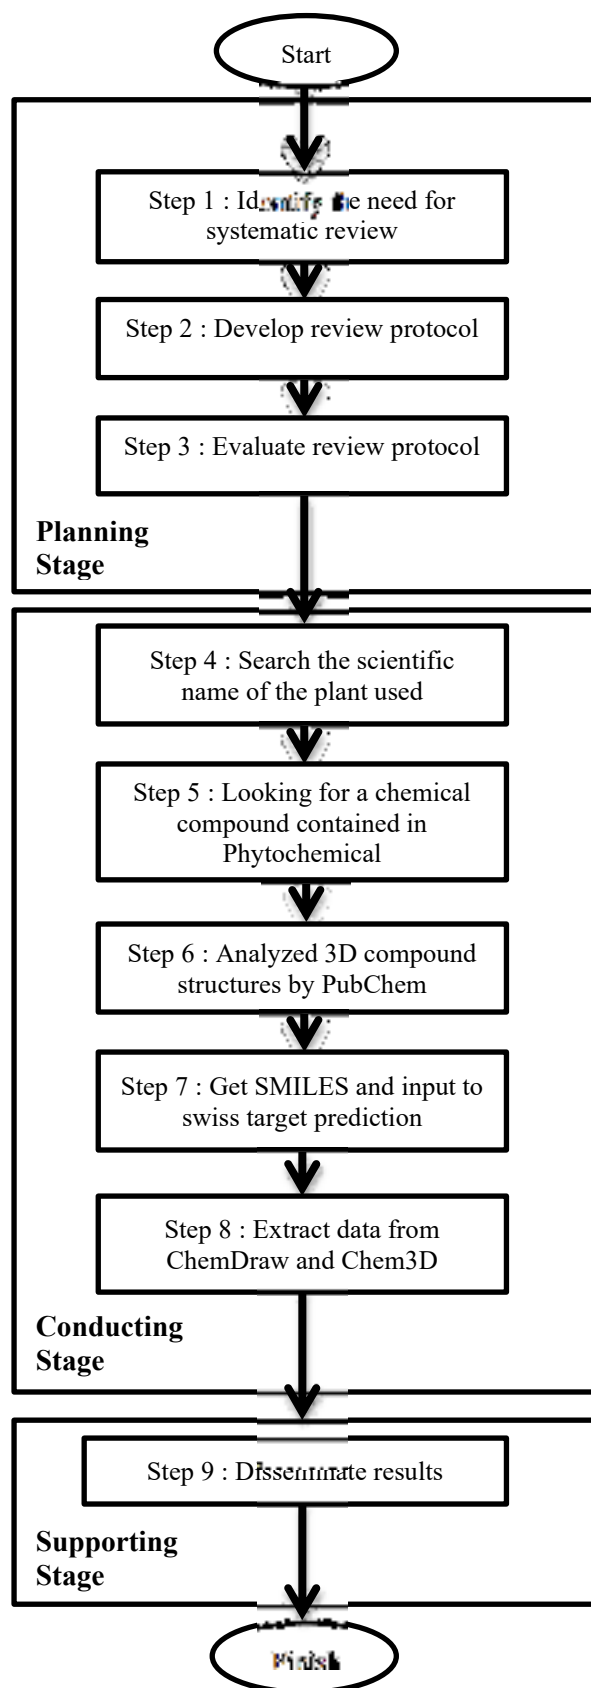 Start
Step 1 : Identify the need for
systematic review
Step 2 : Develop review protocol
Step 3 : Evaluate review protocol
Planning
Stage
Step 4 : Search the scientific
name of the plant used
Step 5 : Looking for a chemical
compound contained in
Phytochemical
Step 6 : Analyzed 3D compound
structures by PubChem
Step 7 : Get SMILES and input to
swiss target prediction
Step 8 : Extract data from
ChemDraw and Chem3D
Conducting
Stage
Step 9 : Disseminate results
Supporting
Stage
Finish